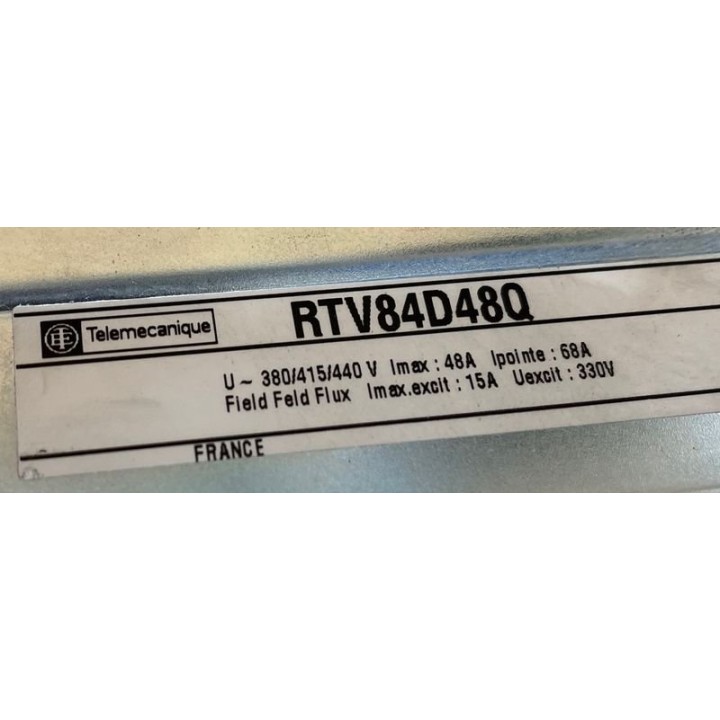 Telemecanique RTV84D48Q
U ~ 380/415/440 V Imax : 48A Ipointe : 68A
Field Feld Flux Imax.excit : 15A Uexcit : 330V
FRANCE